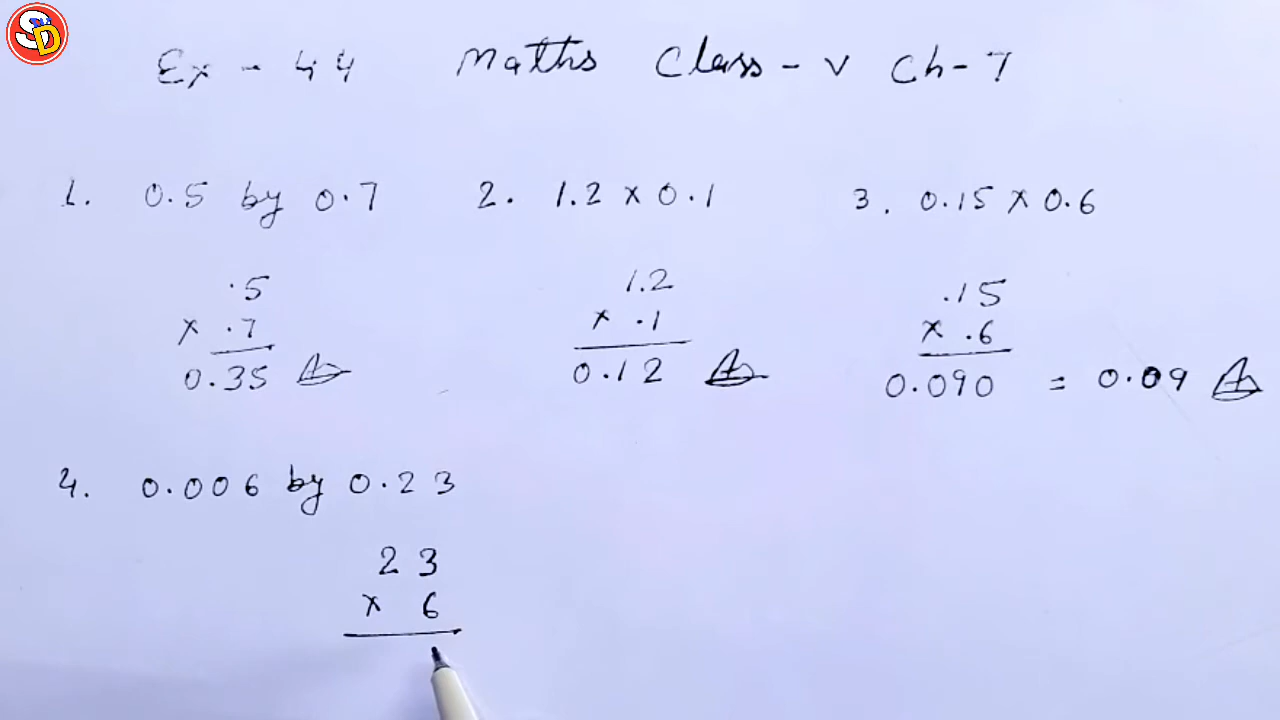 SD
Ex - 44 Maths Class - V Ch - 7
1. 0.5 by 0.7 2. 1.2 x 0.1 3. 0.15 x 0.6
.5 1.2 .15
x .7 x .1 x .6
0.35 0.12 0.090 = 0.09
4. 0.006 by 0.23
23
x 6